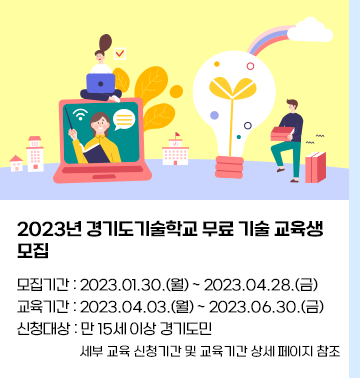 2023년 경기도기술학교 무료 기술 교육생
모집
모집기간 : 2023.01.30.(월) ~ 2023.04.28.(금)
교육기간 : 2023.04.03.(월) ~ 2023.06.30.(금)
신청대상 : 만 15세 이상 경기도민
세부 교육 신청기간 및 교육기간 상세 페이지 참조